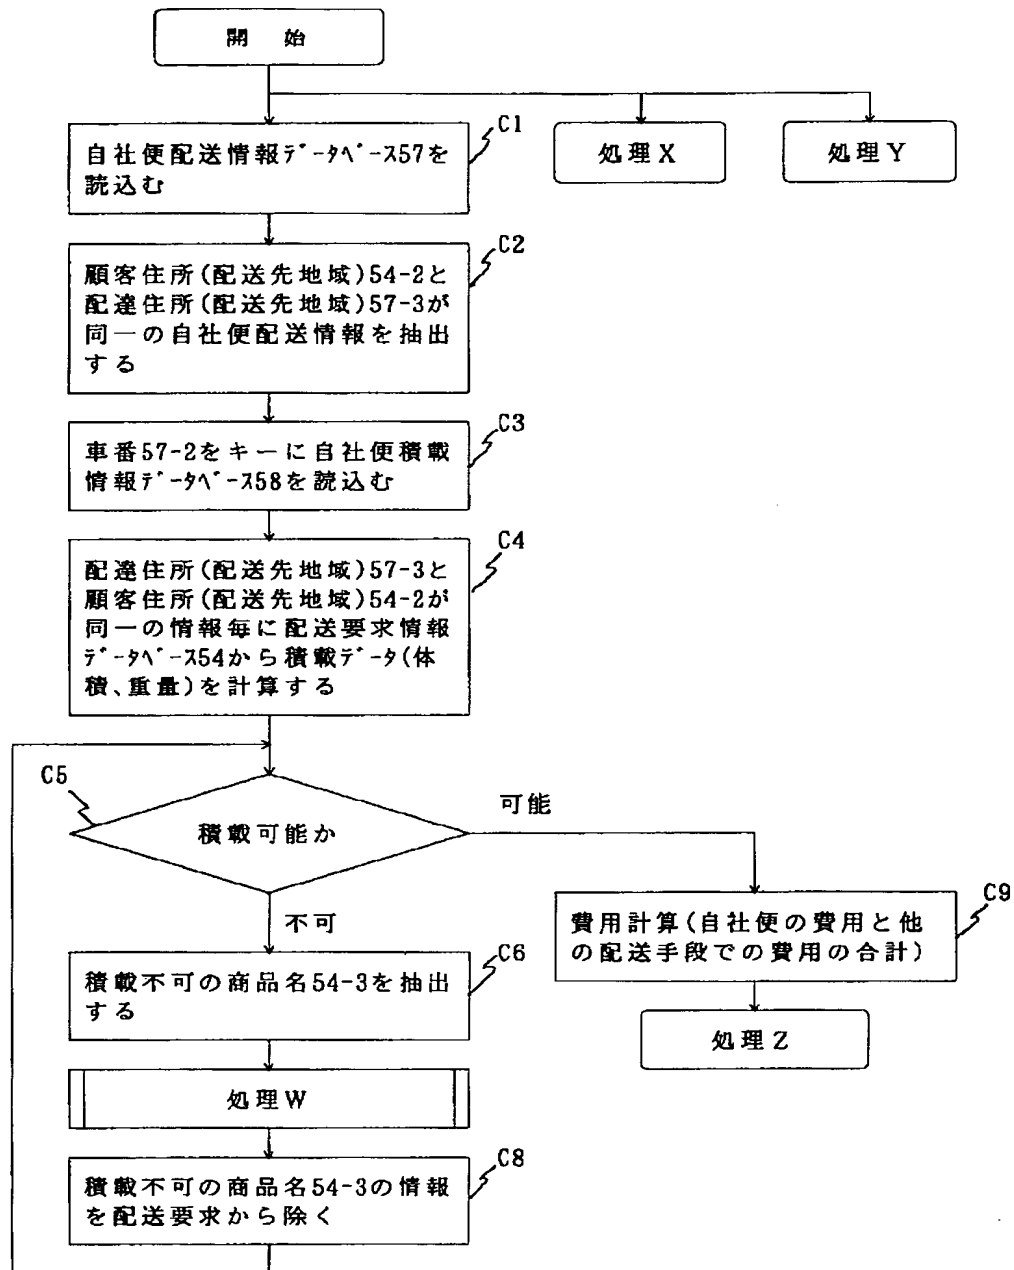 開 始
処理X
処理Y
C1
自社便配送情報ﾃﾞｰﾀﾍﾞｰｽ57を
読込む
C2
顧客住所(配送先地域)54-2と
配達住所(配送先地域)57-3が
同一の自社便配送情報を抽出
する
C3
車番57-2をキーに自社便積載
情報ﾃﾞｰﾀﾍﾞｰｽ58を読込む
C4
配達住所(配送先地域)57-3と
顧客住所(配送先地域)54-2が
同一の情報毎に配送要求情報
ﾃﾞｰﾀﾍﾞｰｽ54から積載ﾃﾞｰﾀ(体
積、重量)を計算する
C5
積載可能か
可能
不可
C9
費用計算(自社便の費用と他
の配送手段での費用の合計)
処理Z
C6
積載不可の商品名54-3を抽出
する
処理W
C8
積載不可の商品名54-3の情報
を配送要求から除く